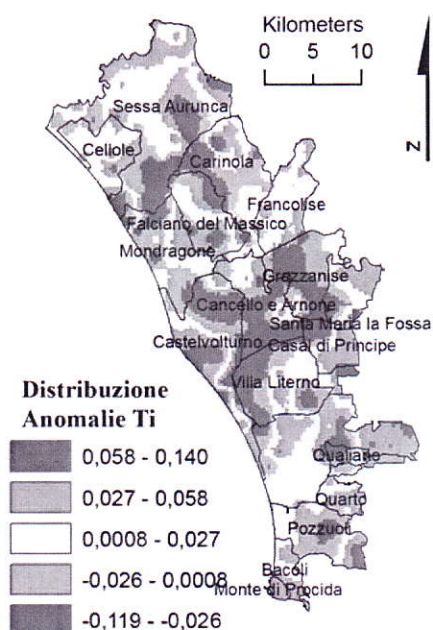 Kilometers
0 5 10
N
Sessa Aurunca
Cellole
Carinola
Francolise
Falciano del Massico
Mondragone
Grazzanise
Cancello e Arnone
Santa Maria la Fossa
Castelvolturno
Casal di Principe
Villa Literno
Distribuzione
Anomalie Ti
Qualiano
0,058 - 0,140
0,027 - 0,058
Quarto
0,0008 - 0,027
Pozzuoli
-0,026 - 0,0008
Bacoli
Monte di Procida
-0,119 - -0,026